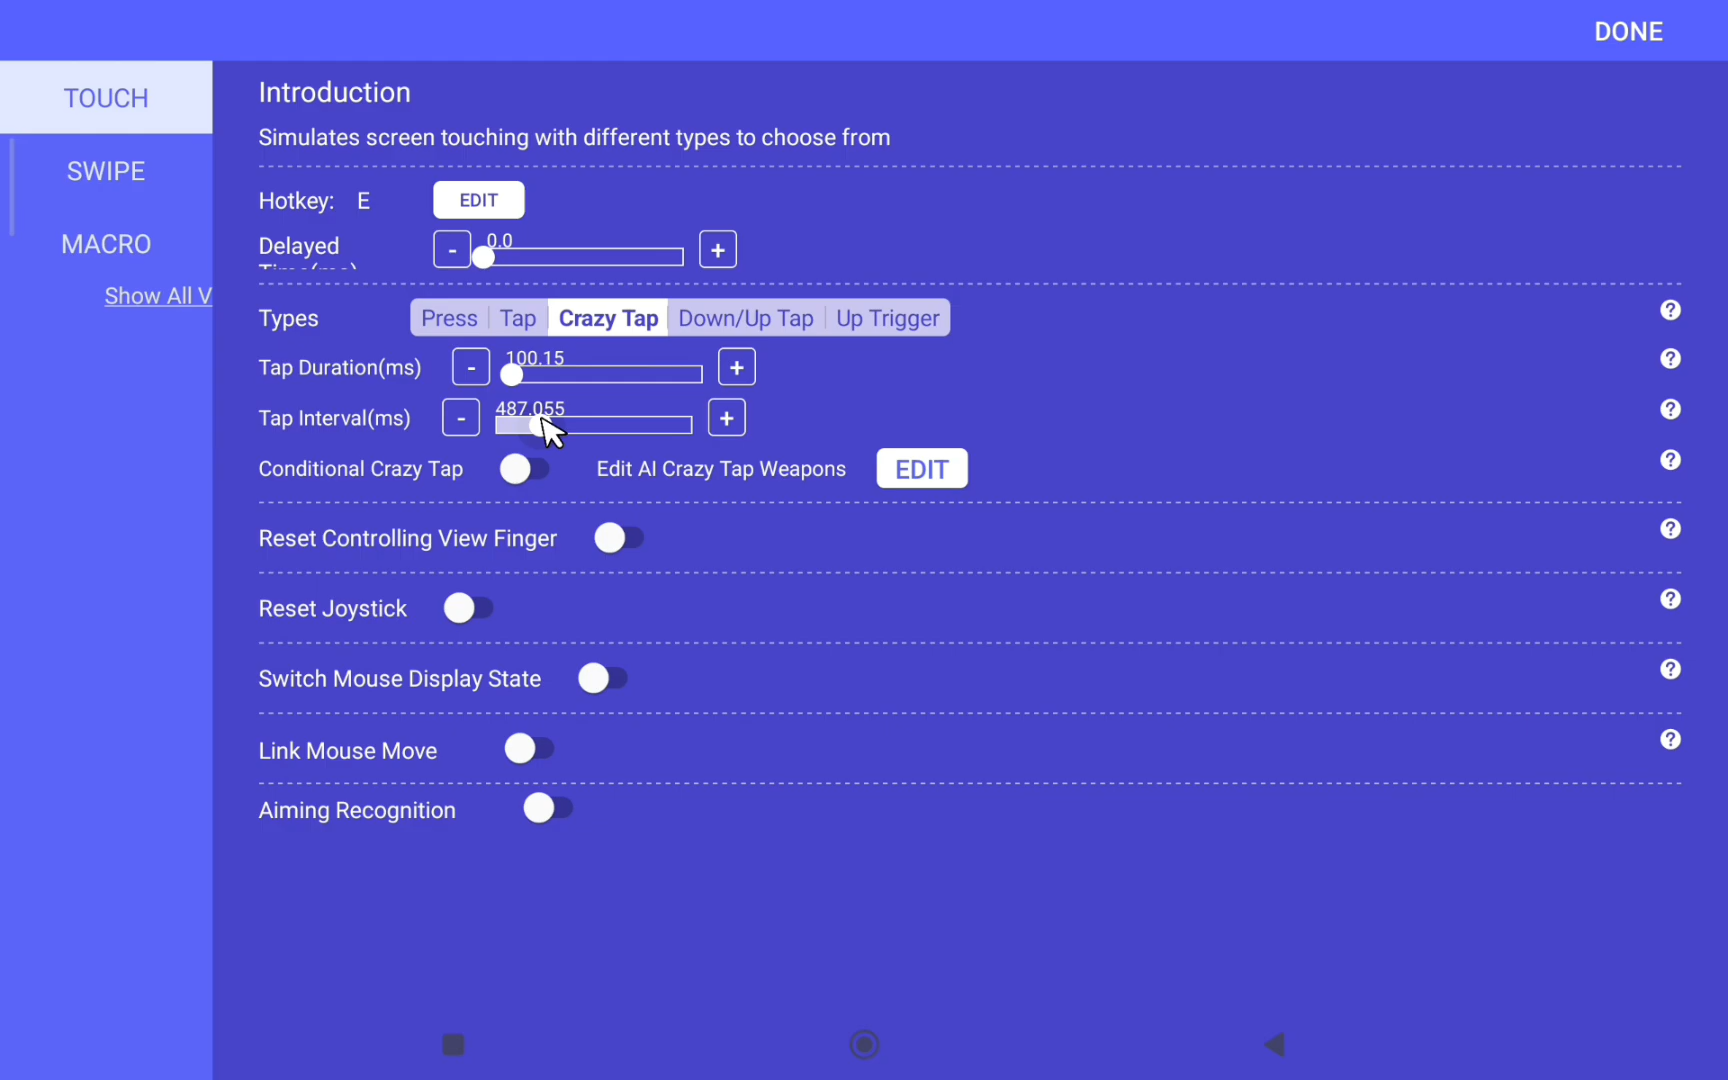 DONE
TOUCH
SWIPE
MACRO
Show All V
Introduction
Simulates screen touching with different types to choose from
Hotkey: E EDIT
Delayed - 0.0 +
Types Press Tap Crazy Tap Down/Up Tap Up Trigger ?
Tap Duration(ms) - 100.15 + ?
Tap Interval(ms) - 487.055 + ?
Conditional Crazy Tap Edit AI Crazy Tap Weapons EDIT ?
Reset Controlling View Finger ?
Reset Joystick ?
Switch Mouse Display State ?
Link Mouse Move ?
Aiming Recognition